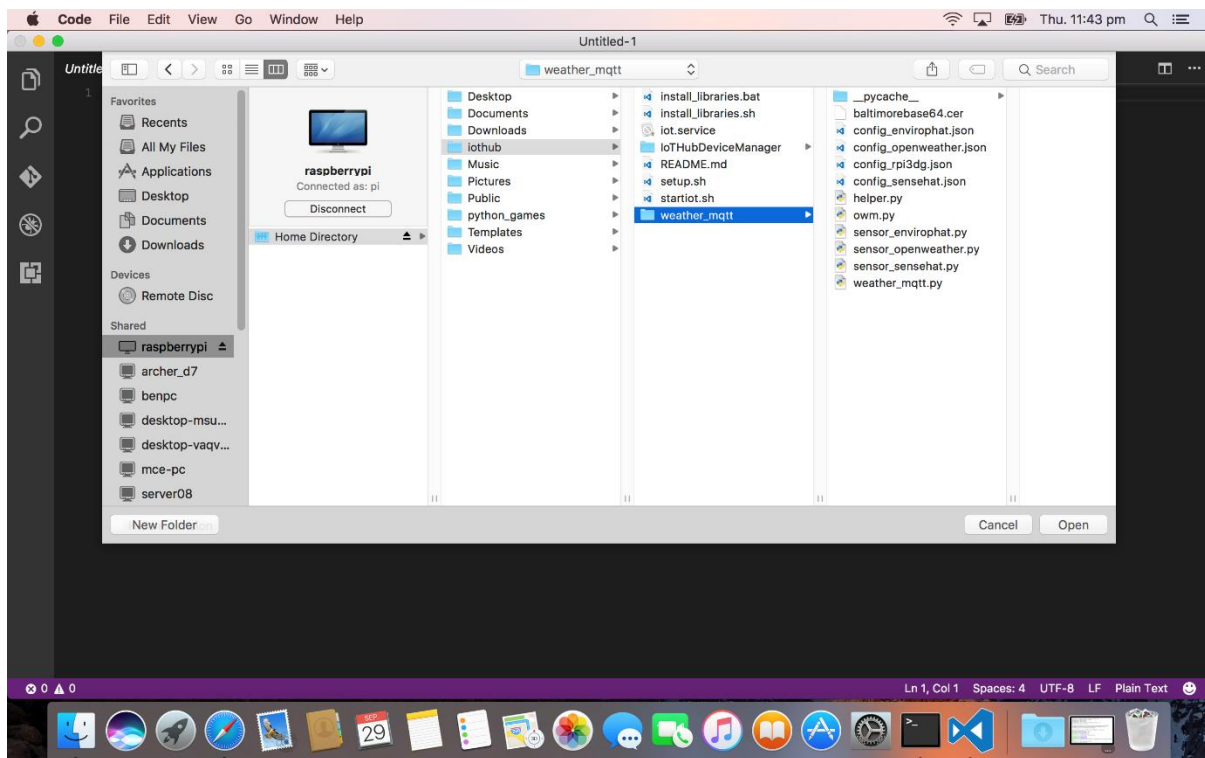 Code File Edit View Go Window Help Thu. 11:43 pm
Untitled-1
Untitle
weather_mqtt
Search
1
Favorites
Recents
All My Files
Applications
Desktop
Documents
Downloads
Devices
Remote Disc
Shared
raspberrypi
archer_d7
benpc
desktop-msu...
desktop-vaqv...
mce-pc
server08
raspberrypi
Connected as: pi
Disconnect
Home Directory
Desktop
Documents
Downloads
iothub
Music
Pictures
Public
python_games
Templates
Videos
install_libraries.bat
install_libraries.sh
iot.service
IoTHubDeviceManager
README.md
setup.sh
startiot.sh
weather_mqtt
__pycache__
baltimorebase64.cer
config_envirophat.json
config_openweather.json
config_rpi3dg.json
config_sensehat.json
helper.py
owm.py
sensor_envirophat.py
sensor_openweather.py
sensor_sensehat.py
weather_mqtt.py
New Folder
Cancel Open
0 0 Ln 1, Col 1 Spaces: 4 UTF-8 LF Plain Text
SEP
29